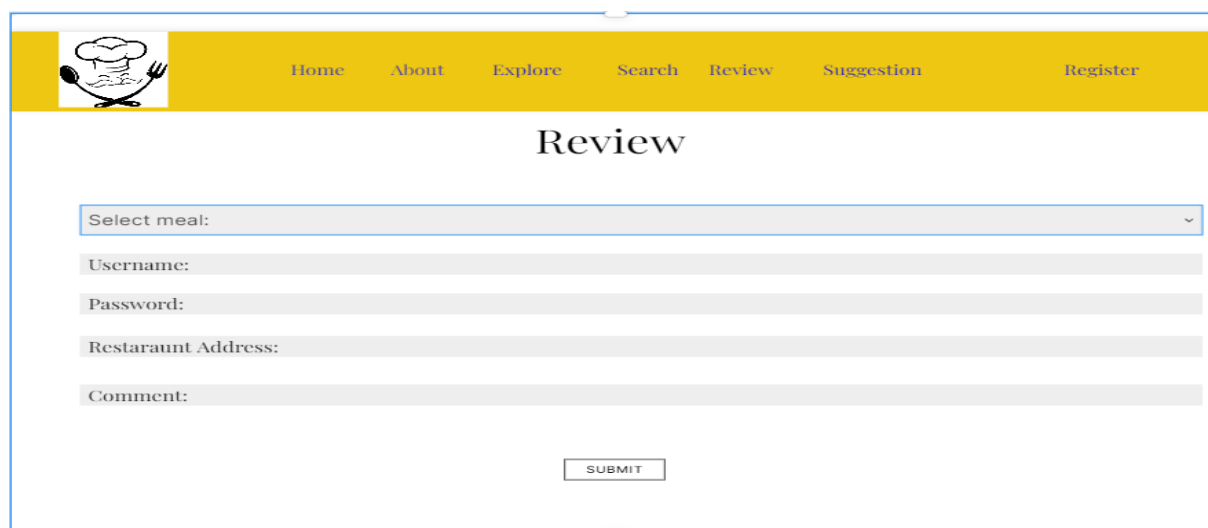 Home About Explore Search Review Suggestion Register
Review
Select meal:
Username:
Password:
Restaraunt Address:
Comment:
SUBMIT